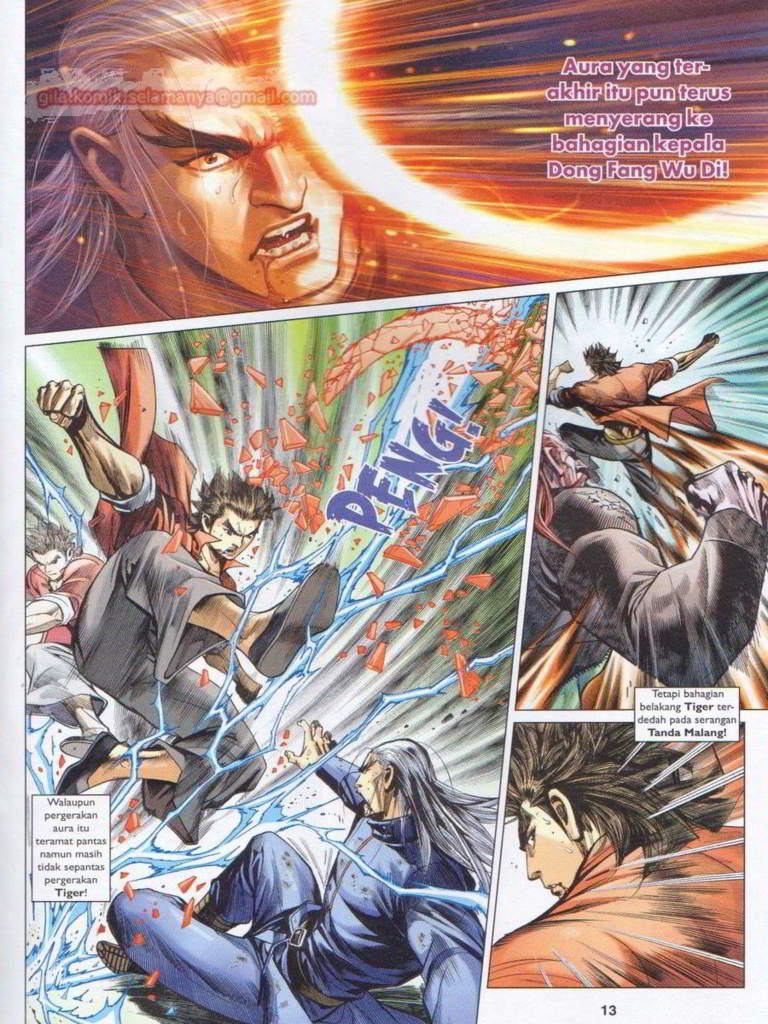 gila.komik.selamanya@gmail.com
Aura yang ter-
akhir itu pun terus
menyerang ke
bahagian kepala
Dong Fang Wu Di!
PENG!
Tetapi bahagian
belakang Tiger ter-
dedah pada serangan
Tanda Malang!
Walaupun
pergerakan
aura itu
teramat pantas
namun masih
tidak sepantas
pergerakan
Tiger!
13